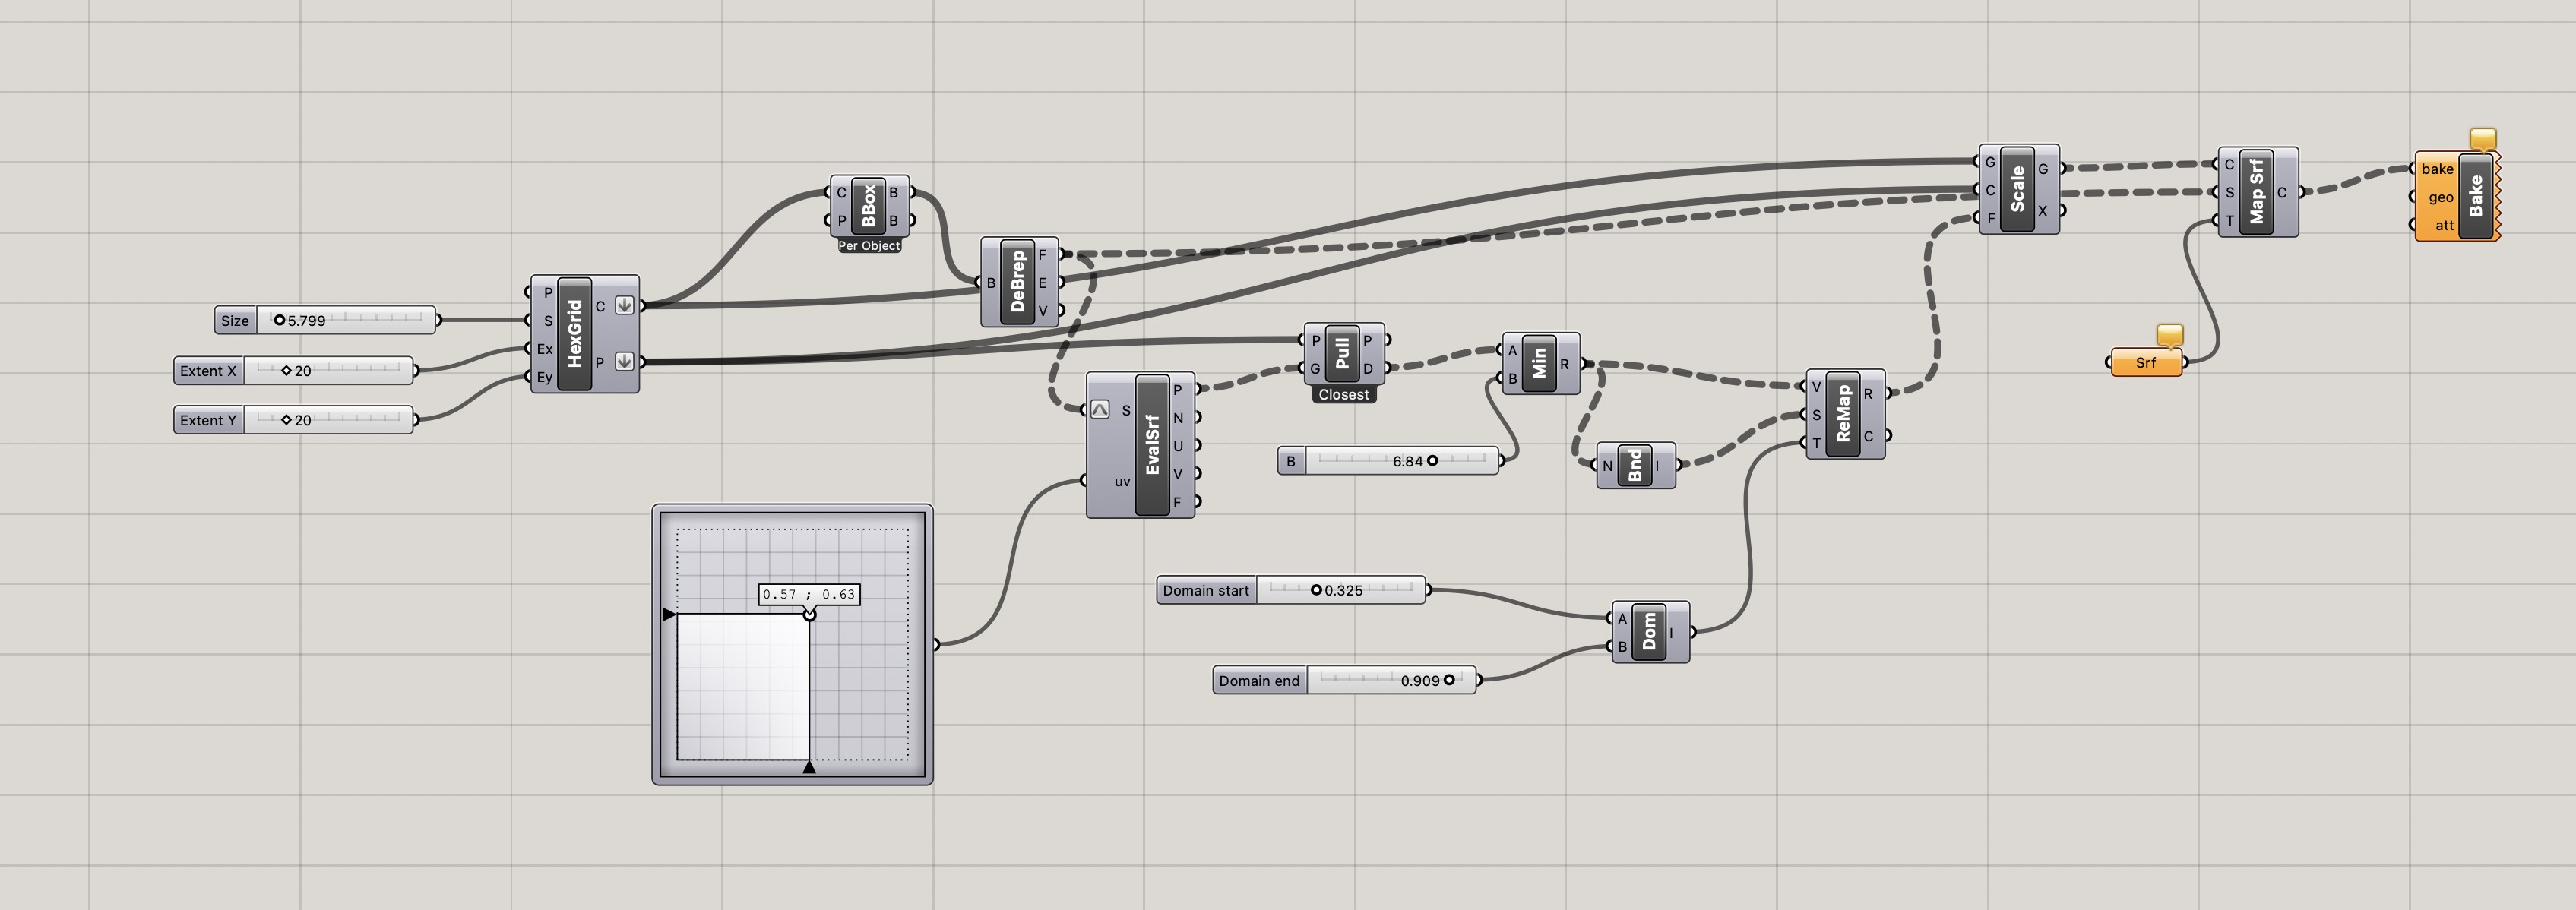 Size 5.799
Extent X 20
Extent Y 20
P
S
Ex
Ey
HexGrid
C
P
C
P
BBox
B
B
Per Object
B
DeBrep
F
E
V
0.57 ; 0.63
S
uv
EvalSrf
P
N
U
V
F
P
G
Pull
P
D
Closest
B 6.84
A
B
Min
R
N
Bnd
I
Domain start 0.325
Domain end 0.909
A
B
Dom
I
V
S
T
ReMap
R
C
G
C
F
Scale
G
X
C
S
T
Map Srf
C
Srf
bake
geo
att
Bake